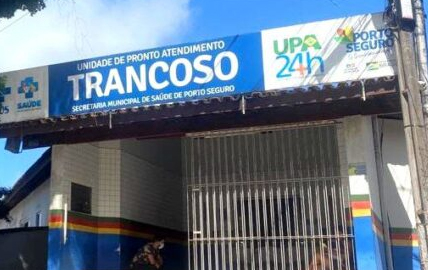 UNIDADE DE PRONTO ATENDIMENTO
TRANCOSO
SECRETARIA MUNICIPAL DE SAÚDE DE PORTO SEGURO
SAÚDE
UPA
24h
PORTO
SEGURO